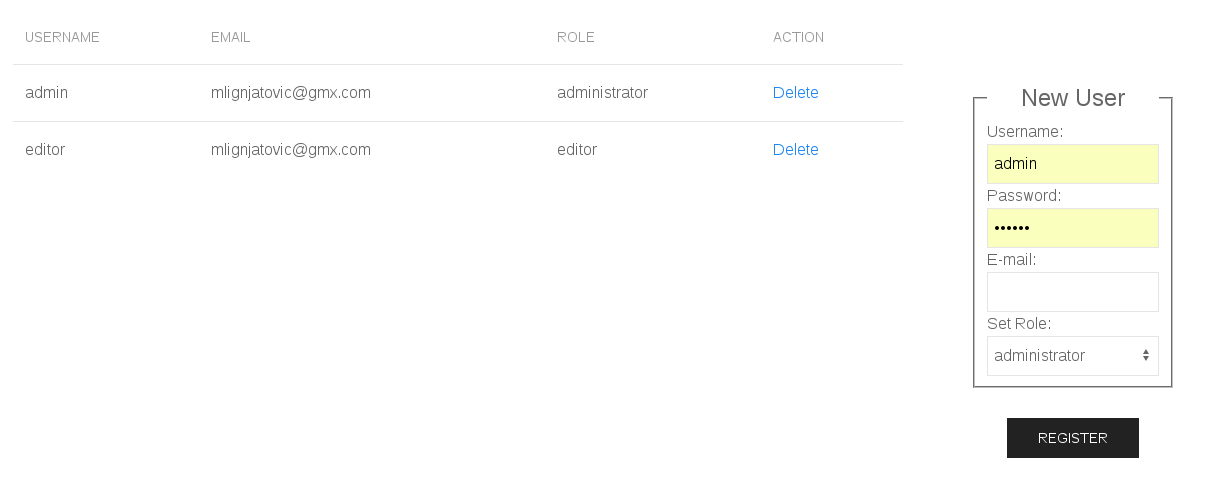 USERNAME EMAIL ROLE ACTION
admin mlignjatovic@gmx.com administrator Delete
editor mlignjatovic@gmx.com editor Delete
New User
Username:
admin
Password:
••••••
E-mail:
Set Role:
administrator
REGISTER